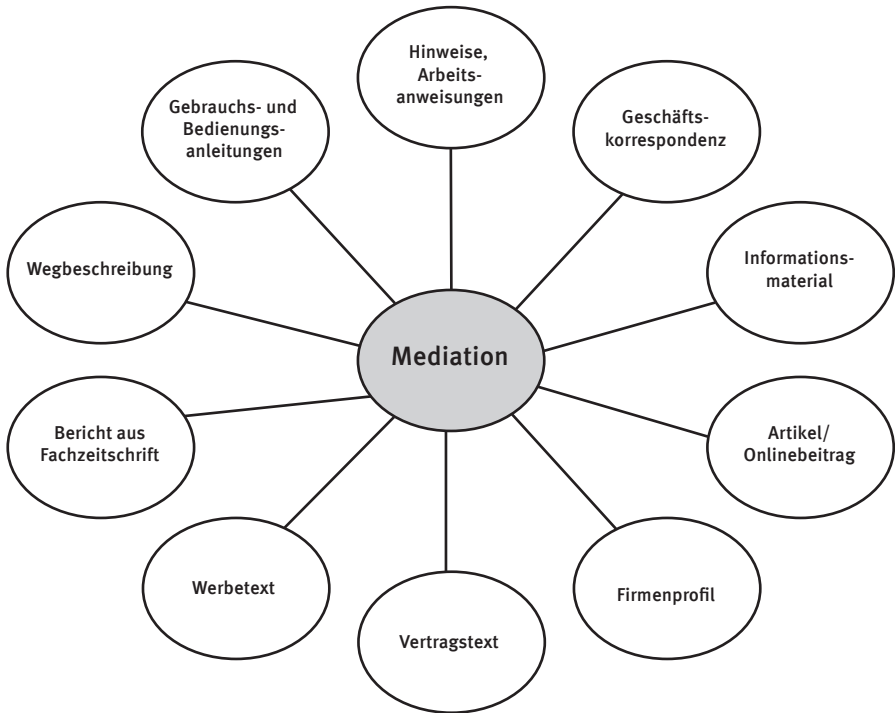 Hinweise,
Arbeits-
anweisungen
Geschäfts-
korrespondenz
Informations-
material
Artikel/
Onlinebeitrag
Firmenprofil
Vertragstext
Werbetext
Bericht aus
Fachzeitschrift
Wegbeschreibung
Gebrauchs- und
Bedienungs-
anleitungen
Mediation